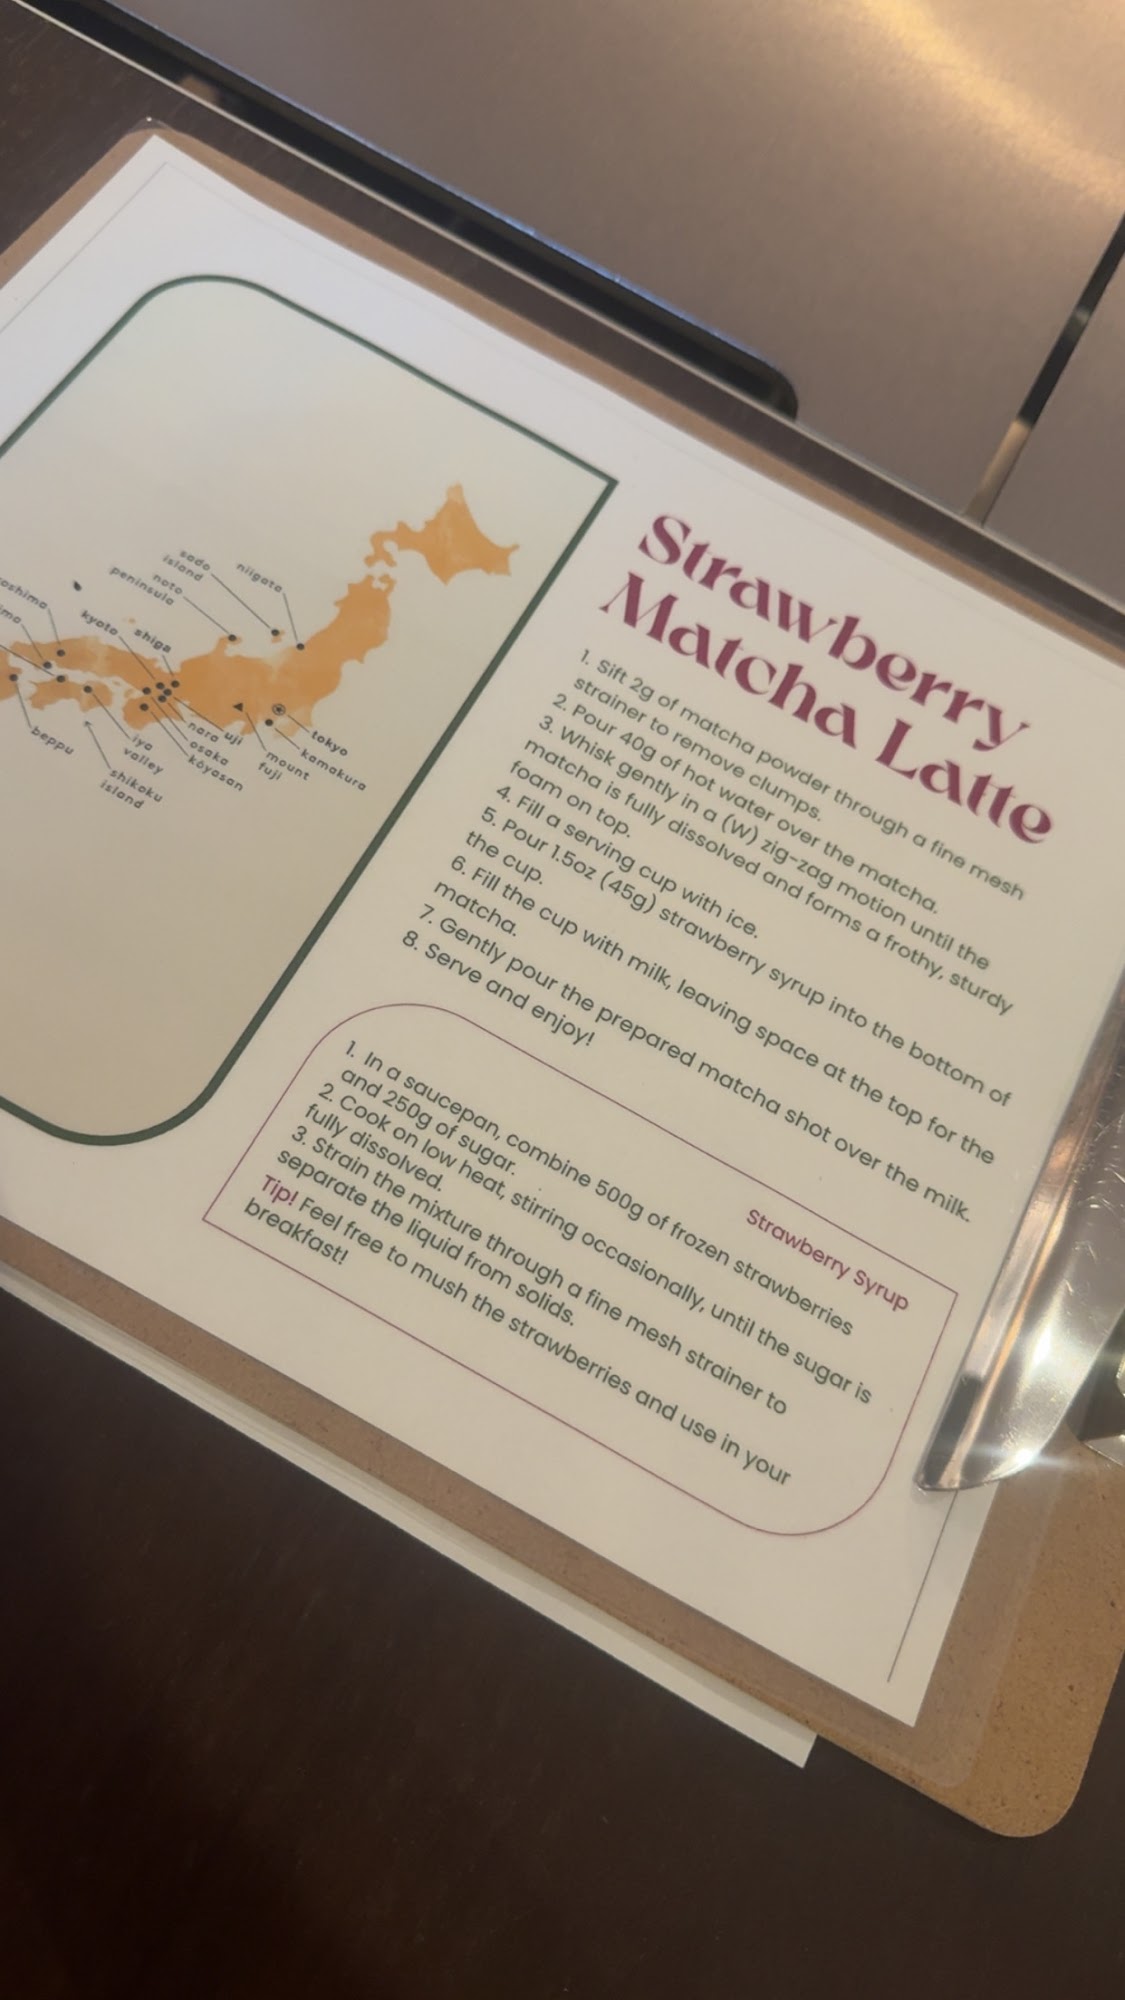 Strawberry
Matcha Latte
1. Sift 2g of matcha powder through a fine mesh
strainer to remove clumps.
2. Pour 40g of hot water over the matcha.
3. Whisk gently in a (W) zig-zag motion until the
matcha is fully dissolved and forms a frothy, sturdy
foam on top.
4. Fill a serving cup with ice.
5. Pour 1.5oz (45g) strawberry syrup into the bottom of
the cup.
6. Fill the cup with milk, leaving space at the top for the
matcha.
7. Gently pour the prepared matcha shot over the milk.
8. Serve and enjoy!
Strawberry Syrup
1. In a saucepan, combine 500g of frozen strawberries
and 250g of sugar.
2. Cook on low heat, stirring occasionally, until the sugar is
fully dissolved.
3. Strain the mixture through a fine mesh strainer to
separate the liquid from solids.
Tip! Feel free to mush the strawberries and use in your
breakfast!
sado
island
niigata
noto
peninsula
kyoto
shiga
beppu
iya
valley
shikoku
island
nara
uji
osaka
kōyasan
mount
fuji
tokyo
kamakura